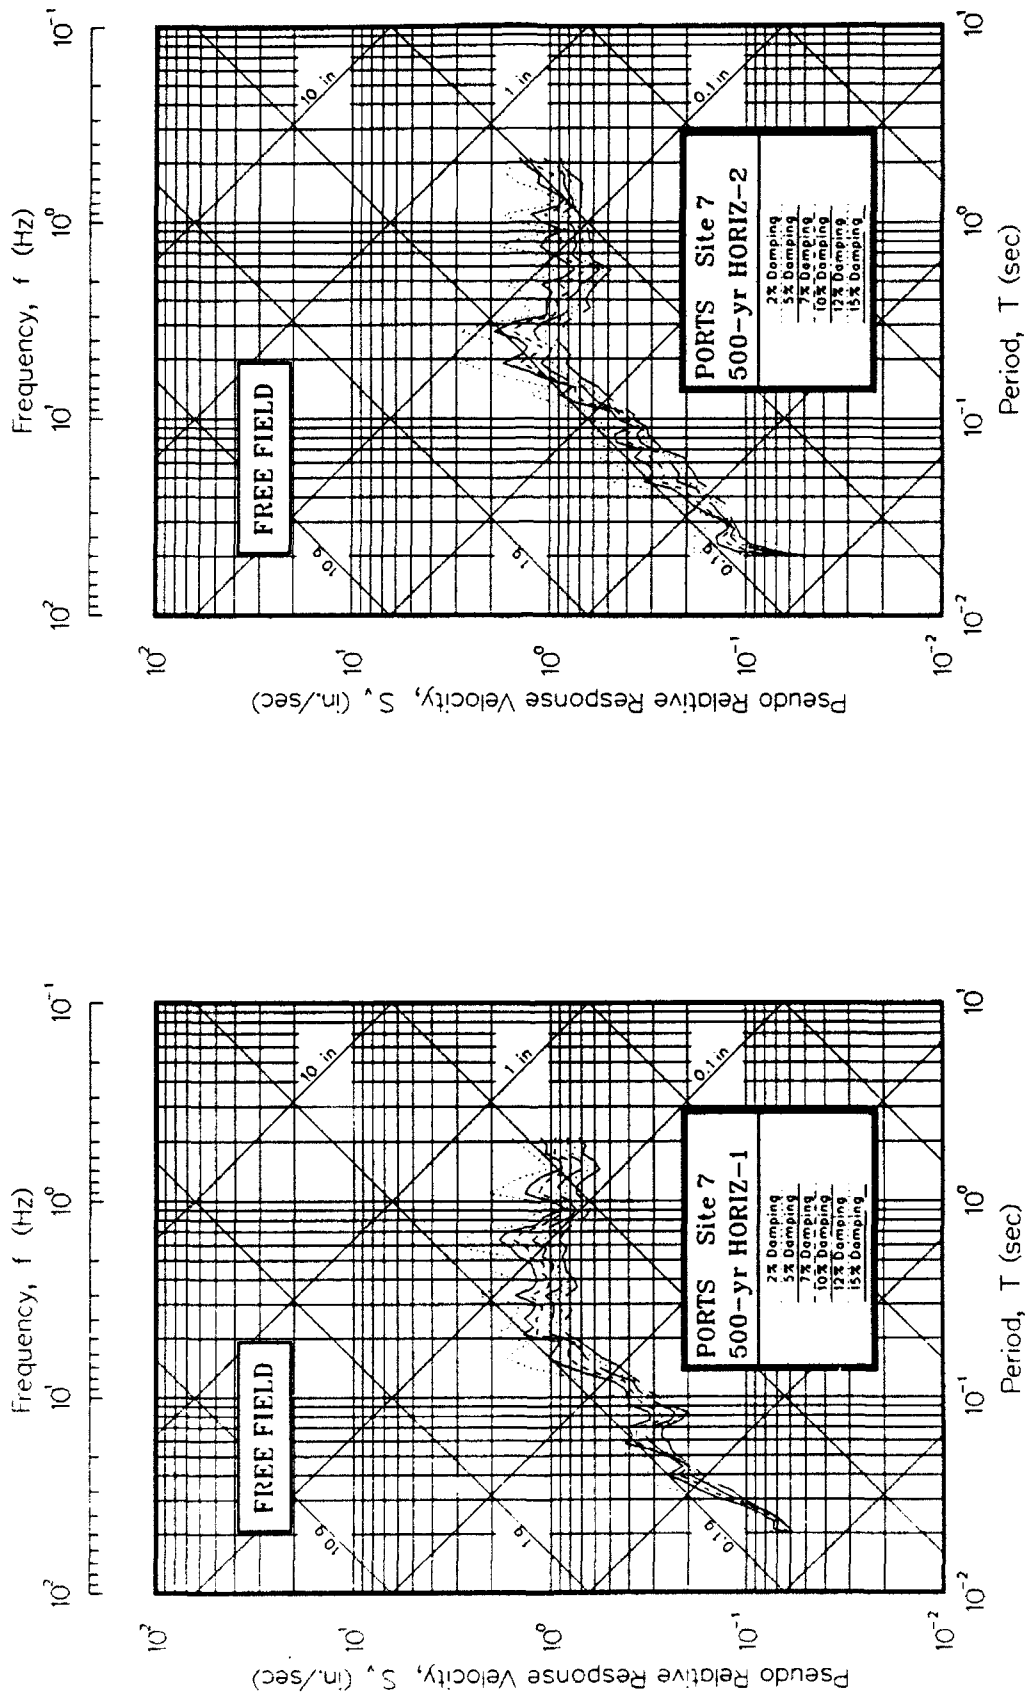 Frequency, f (Hz)
10² 10¹ 10⁰ 10⁻¹
FREE FIELD
10 in
1 in
0.1 in
10g
1g
0.1g
PORTS Site 7
500-yr HORIZ-1
2% Damping
5% Damping
7% Damping
10% Damping
12% Damping
15% Damping
Pseudo Relative Response Velocity, Sᵥ (in./sec)
10² 10¹ 10⁰ 10⁻¹ 10⁻²
10⁻² 10⁻¹ 10⁰ 10¹
Period, T (sec)
Frequency, f (Hz)
10² 10¹ 10⁰ 10⁻¹
FREE FIELD
10 in
1 in
0.1 in
10g
1g
0.1g
PORTS Site 7
500-yr HORIZ-2
2% Damping
5% Damping
7% Damping
10% Damping
12% Damping
15% Damping
Pseudo Relative Response Velocity, Sᵥ (in./sec)
10² 10¹ 10⁰ 10⁻¹ 10⁻²
10⁻² 10⁻¹ 10⁰ 10¹
Period, T (sec)